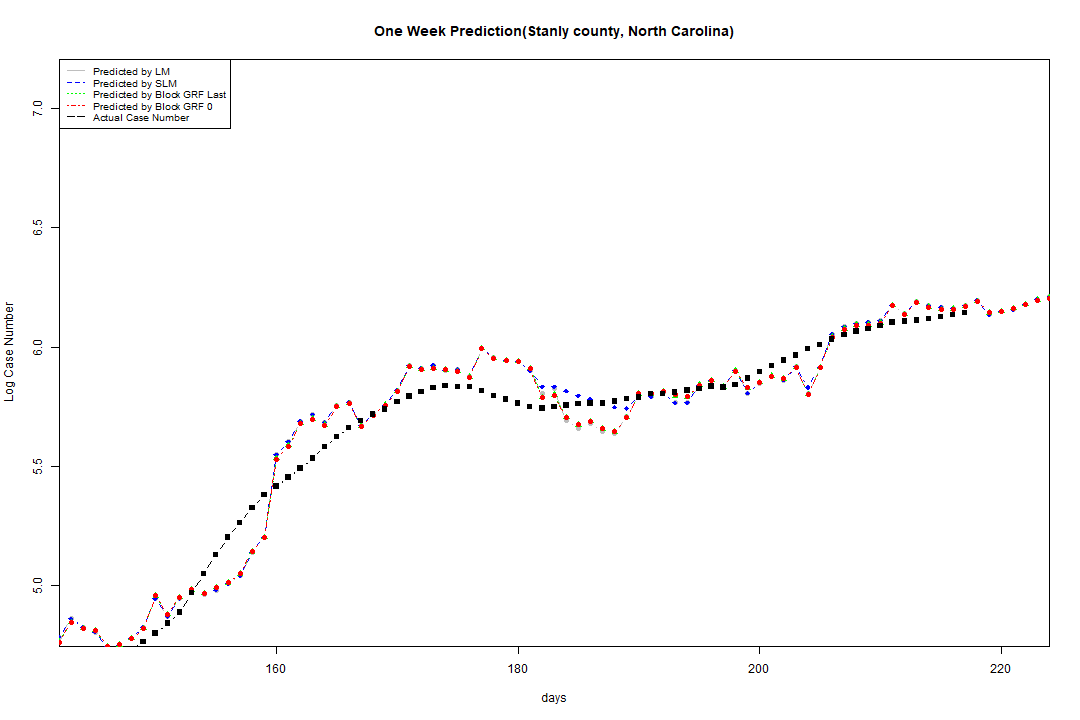 One Week Prediction(Stanly county, North Carolina)
Predicted by LM
Predicted by SLM
Predicted by Block GRF Last
Predicted by Block GRF 0
Actual Case Number
7.0
6.5
6.0
5.5
5.0
Log Case Number
160 180 200 220
days